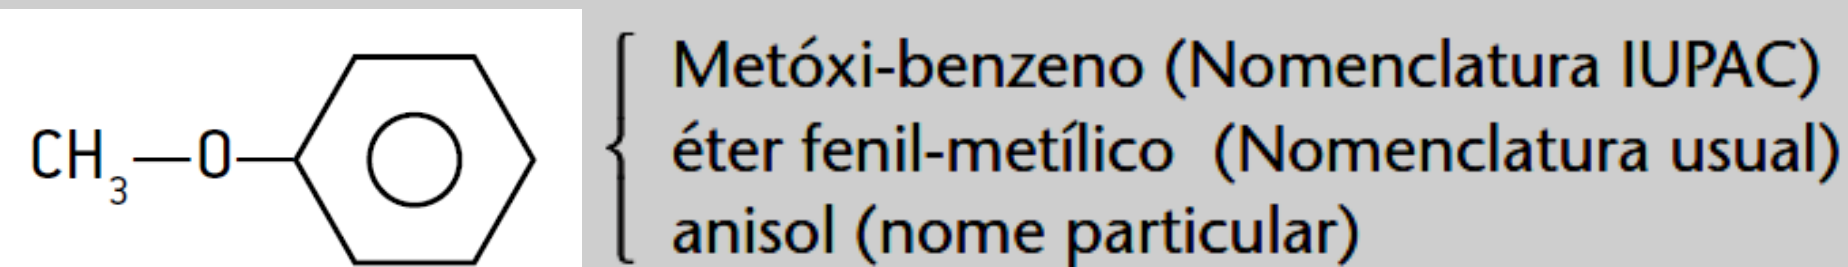 CH3—O—
Metóxi-benzeno (Nomenclatura IUPAC)
éter fenil-metílico (Nomenclatura usual)
anisol (nome particular)